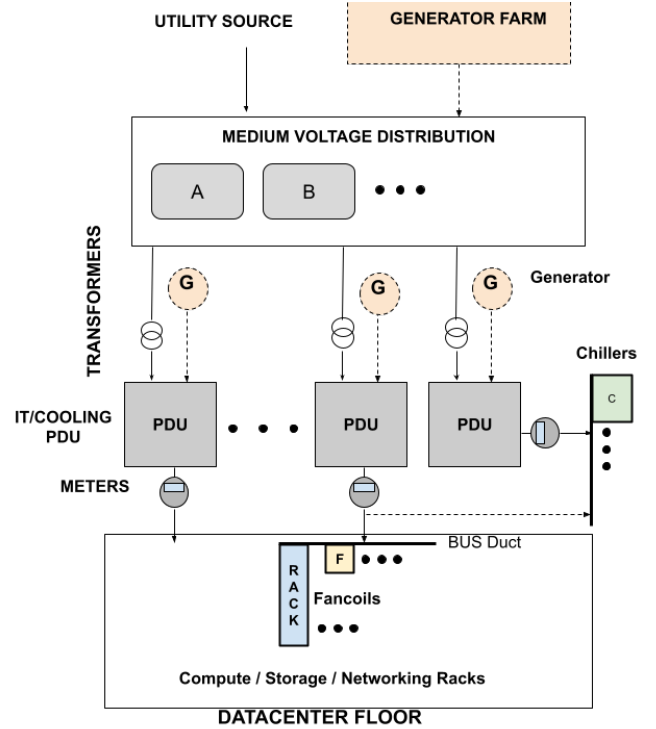 UTILITY SOURCE
GENERATOR FARM
MEDIUM VOLTAGE DISTRIBUTION
A
B
TRANSFORMERS
G
G
G
Generator
Chillers
C
IT/COOLING
PDU
PDU
PDU
PDU
METERS
BUS Duct
RACK
F
Fancoils
Compute / Storage / Networking Racks
DATACENTER FLOOR